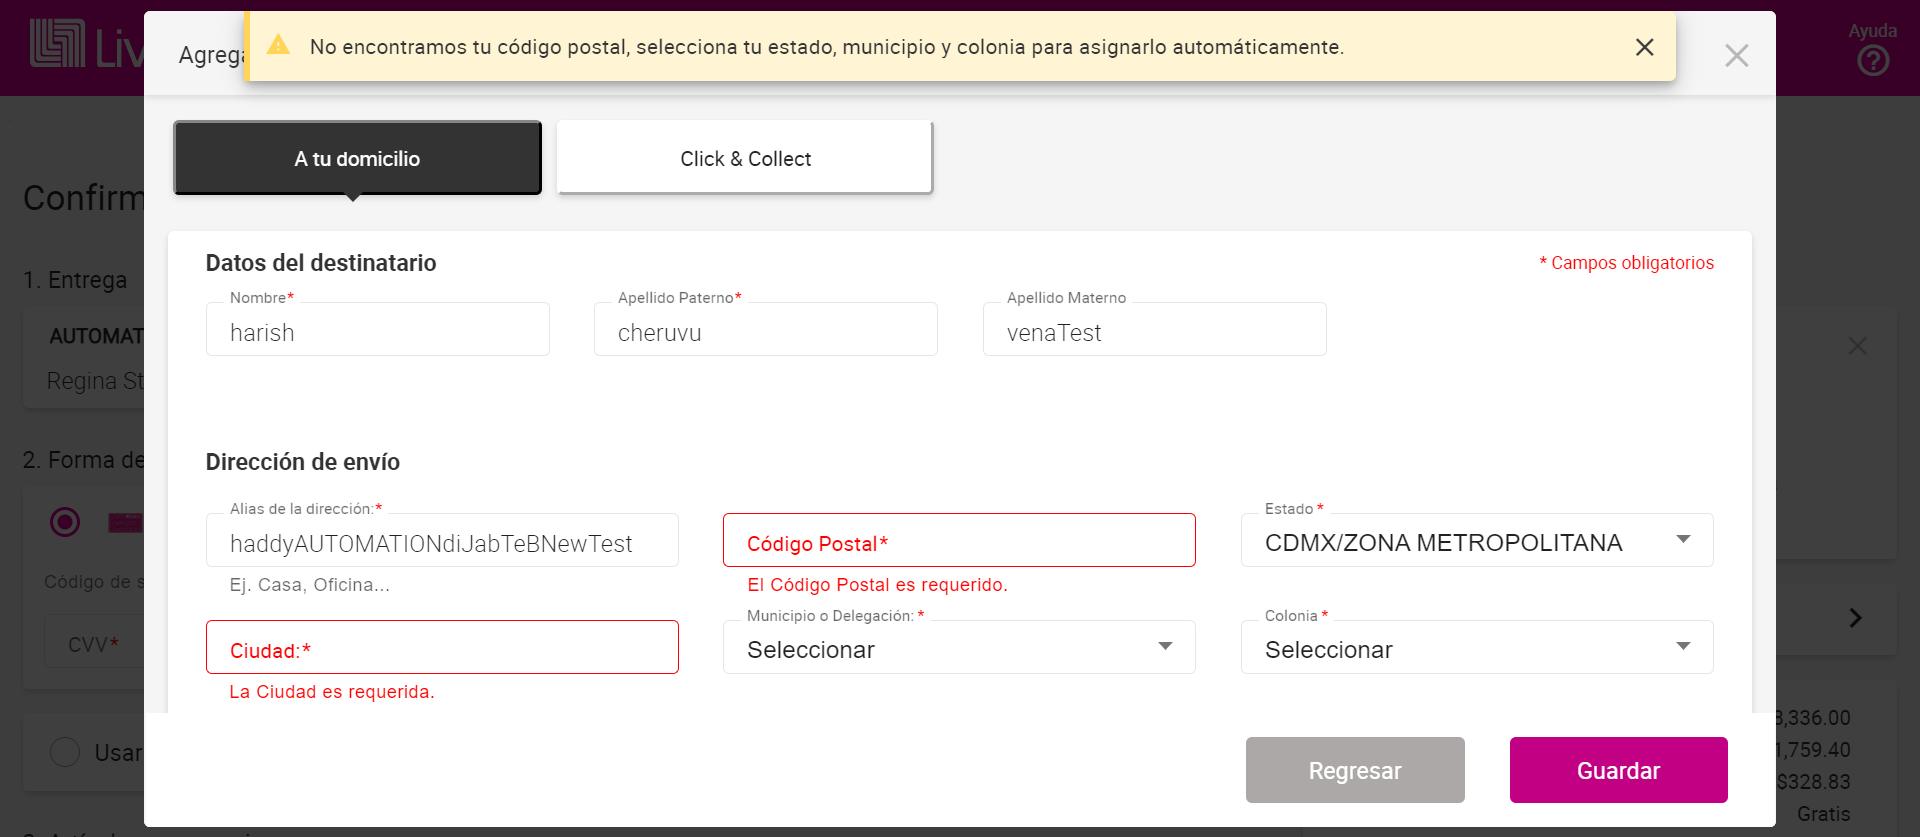 Liv
Ayuda
Agrega
No encontramos tu código postal, selecciona tu estado, municipio y colonia para asignarlo automáticamente.
A tu domicilio
Click & Collect
Confirm
1. Entrega
AUTOMAT
Regina St
2. Forma de
Código de s
CVV*
Usar
Datos del destinatario
* Campos obligatorios
Nombre*
harish
Apellido Paterno*
cheruvu
Apellido Materno
venaTest
Dirección de envío
Alias de la dirección:*
haddyAUTOMATIONdiJabTeBNewTest
Ej. Casa, Oficina...
Código Postal*
El Código Postal es requerido.
Estado *
CDMX/ZONA METROPOLITANA
Ciudad:*
La Ciudad es requerida.
Municipio o Delegación: *
Seleccionar
Colonia *
Seleccionar
Regresar
Guardar
8,336.00
1,759.40
$328.83
Gratis